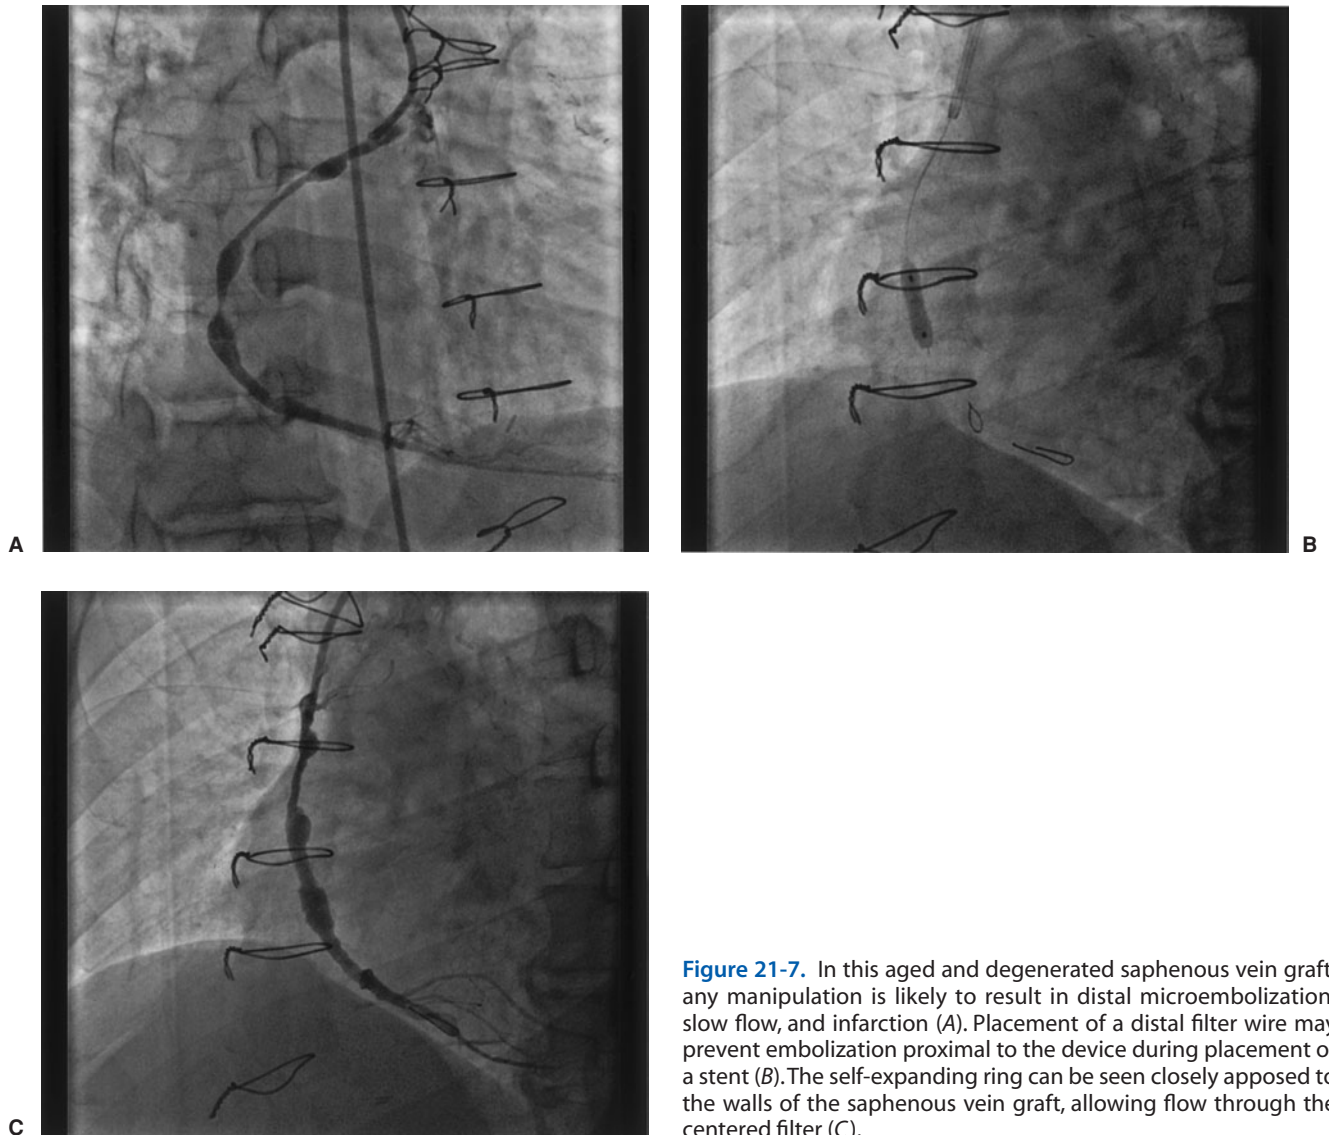 A
B
C
Figure 21-7. In this aged and degenerated saphenous vein graft
any manipulation is likely to result in distal microembolization
slow flow, and infarction (A). Placement of a distal filter wire may
prevent embolization proximal to the device during placement o
a stent (B).The self-expanding ring can be seen closely apposed to
the walls of the saphenous vein graft, allowing flow through the
centered filter (C).